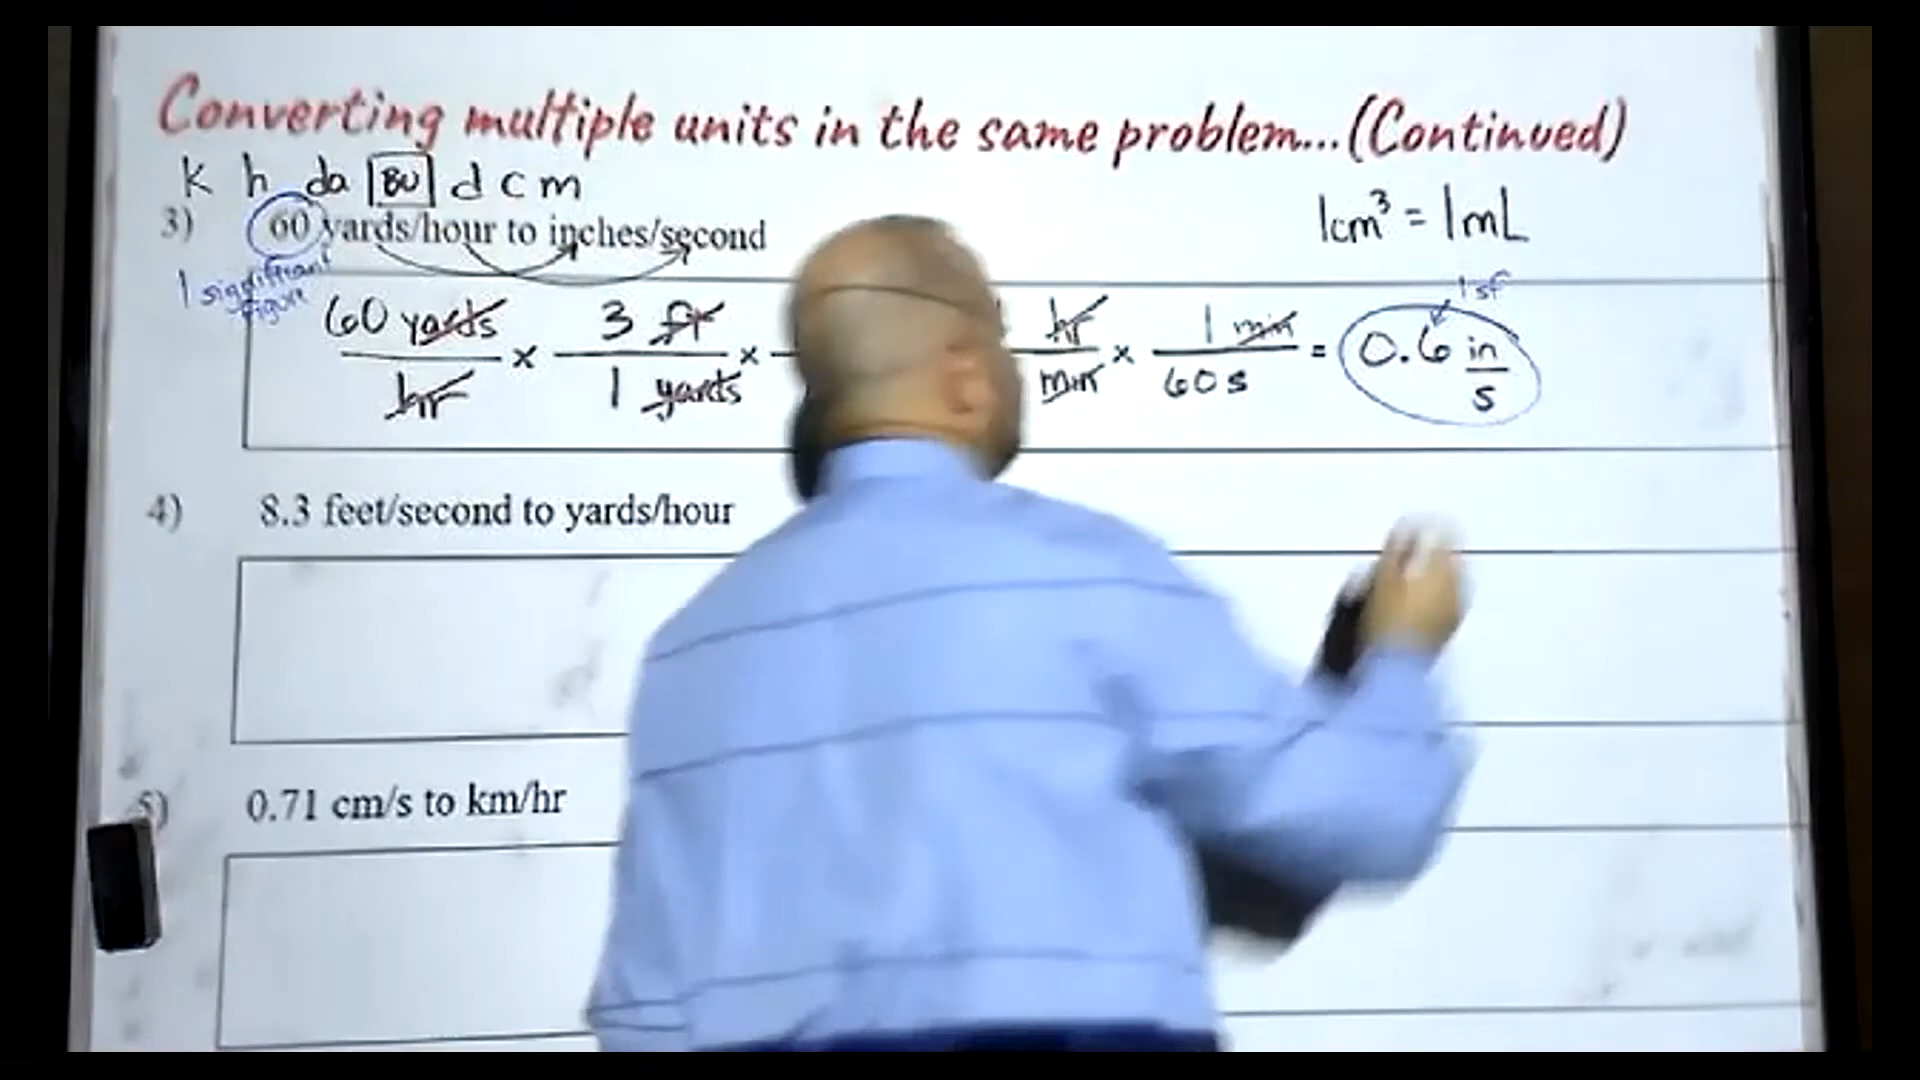 Converting multiple units in the same problem...(Continued)
k h da BU d c m
1cm³ = 1mL
3) 60 yards/hour to inches/second
1 significant figure
1 sf
60 yards × 3 ft × hr × 1 min = 0.6 in
hr 1 yards min 60 s s
4) 8.3 feet/second to yards/hour
5) 0.71 cm/s to km/hr